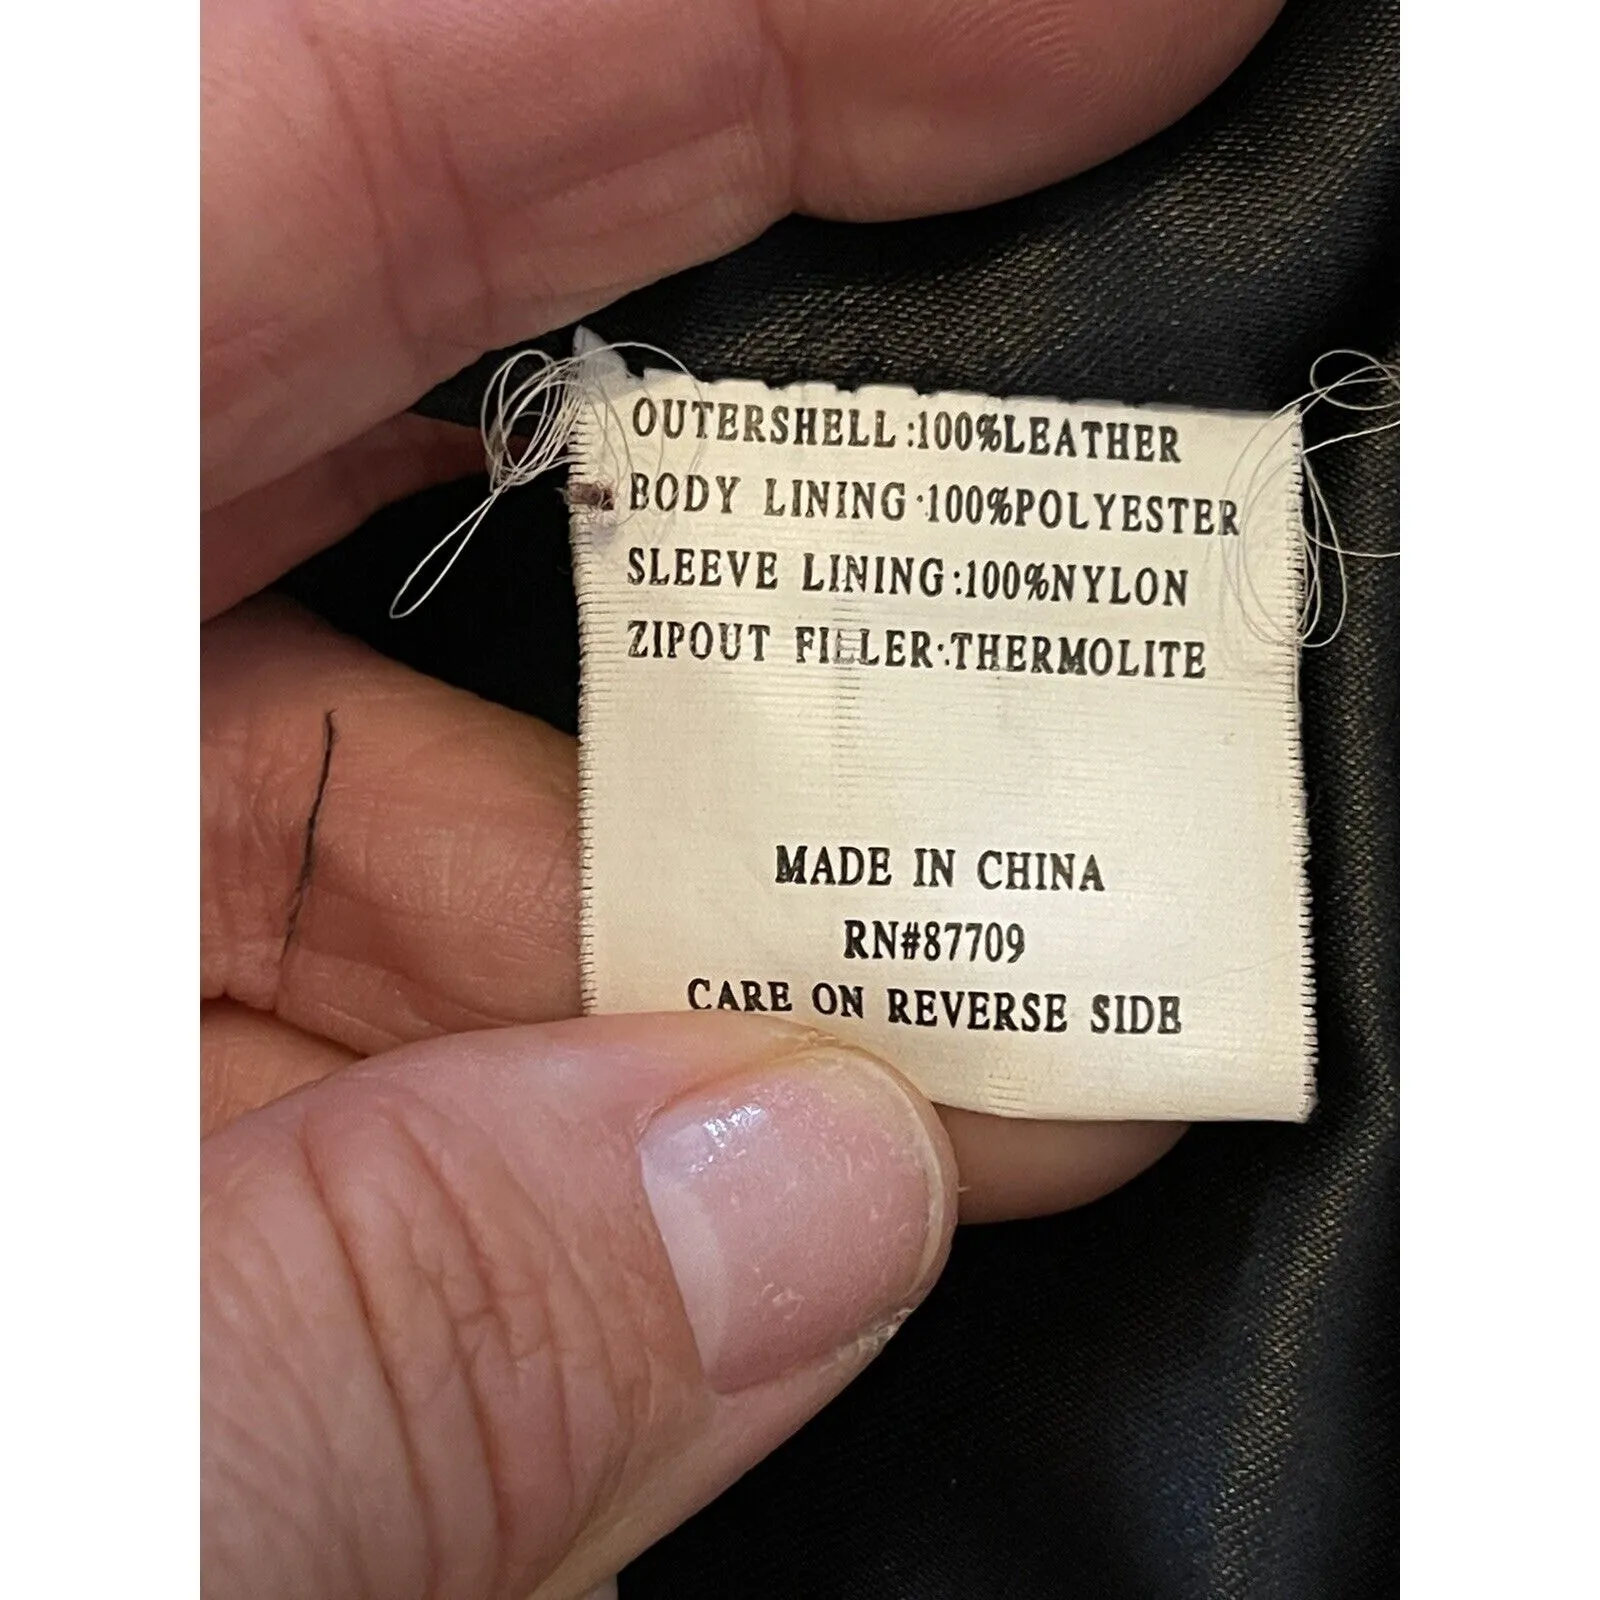 OUTERSHELL:100%LEATHER
BODY LINING:100%POLYESTER
SLEEVE LINING:100%NYLON
ZIPOUT FILLER:THERMOLITE
MADE IN CHINA
RN#87709
CARE ON REVERSE SIDE